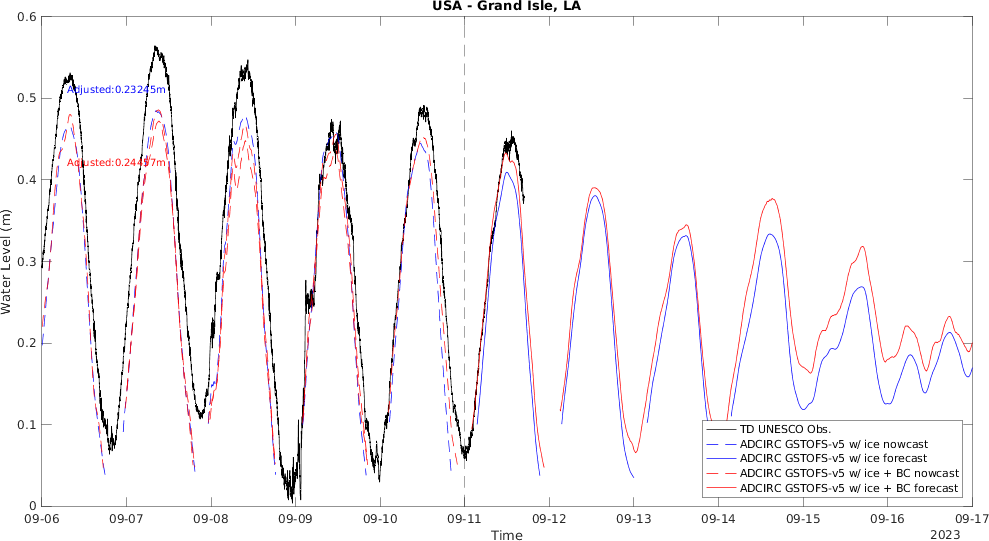 USA - Grand Isle, LA
0.6
0.5
0.4
0.3
0.2
0.1
0
Water Level (m)
Adjusted:0.23245m
Adjusted:0.24497m
TD UNESCO Obs.
ADCIRC GSTOFS-v5 w/ ice nowcast
ADCIRC GSTOFS-v5 w/ ice forecast
ADCIRC GSTOFS-v5 w/ ice + BC nowcast
ADCIRC GSTOFS-v5 w/ ice + BC forecast
09-06 09-07 09-08 09-09 09-10 09-11 09-12 09-13 09-14 09-15 09-16 09-17
Time
2023